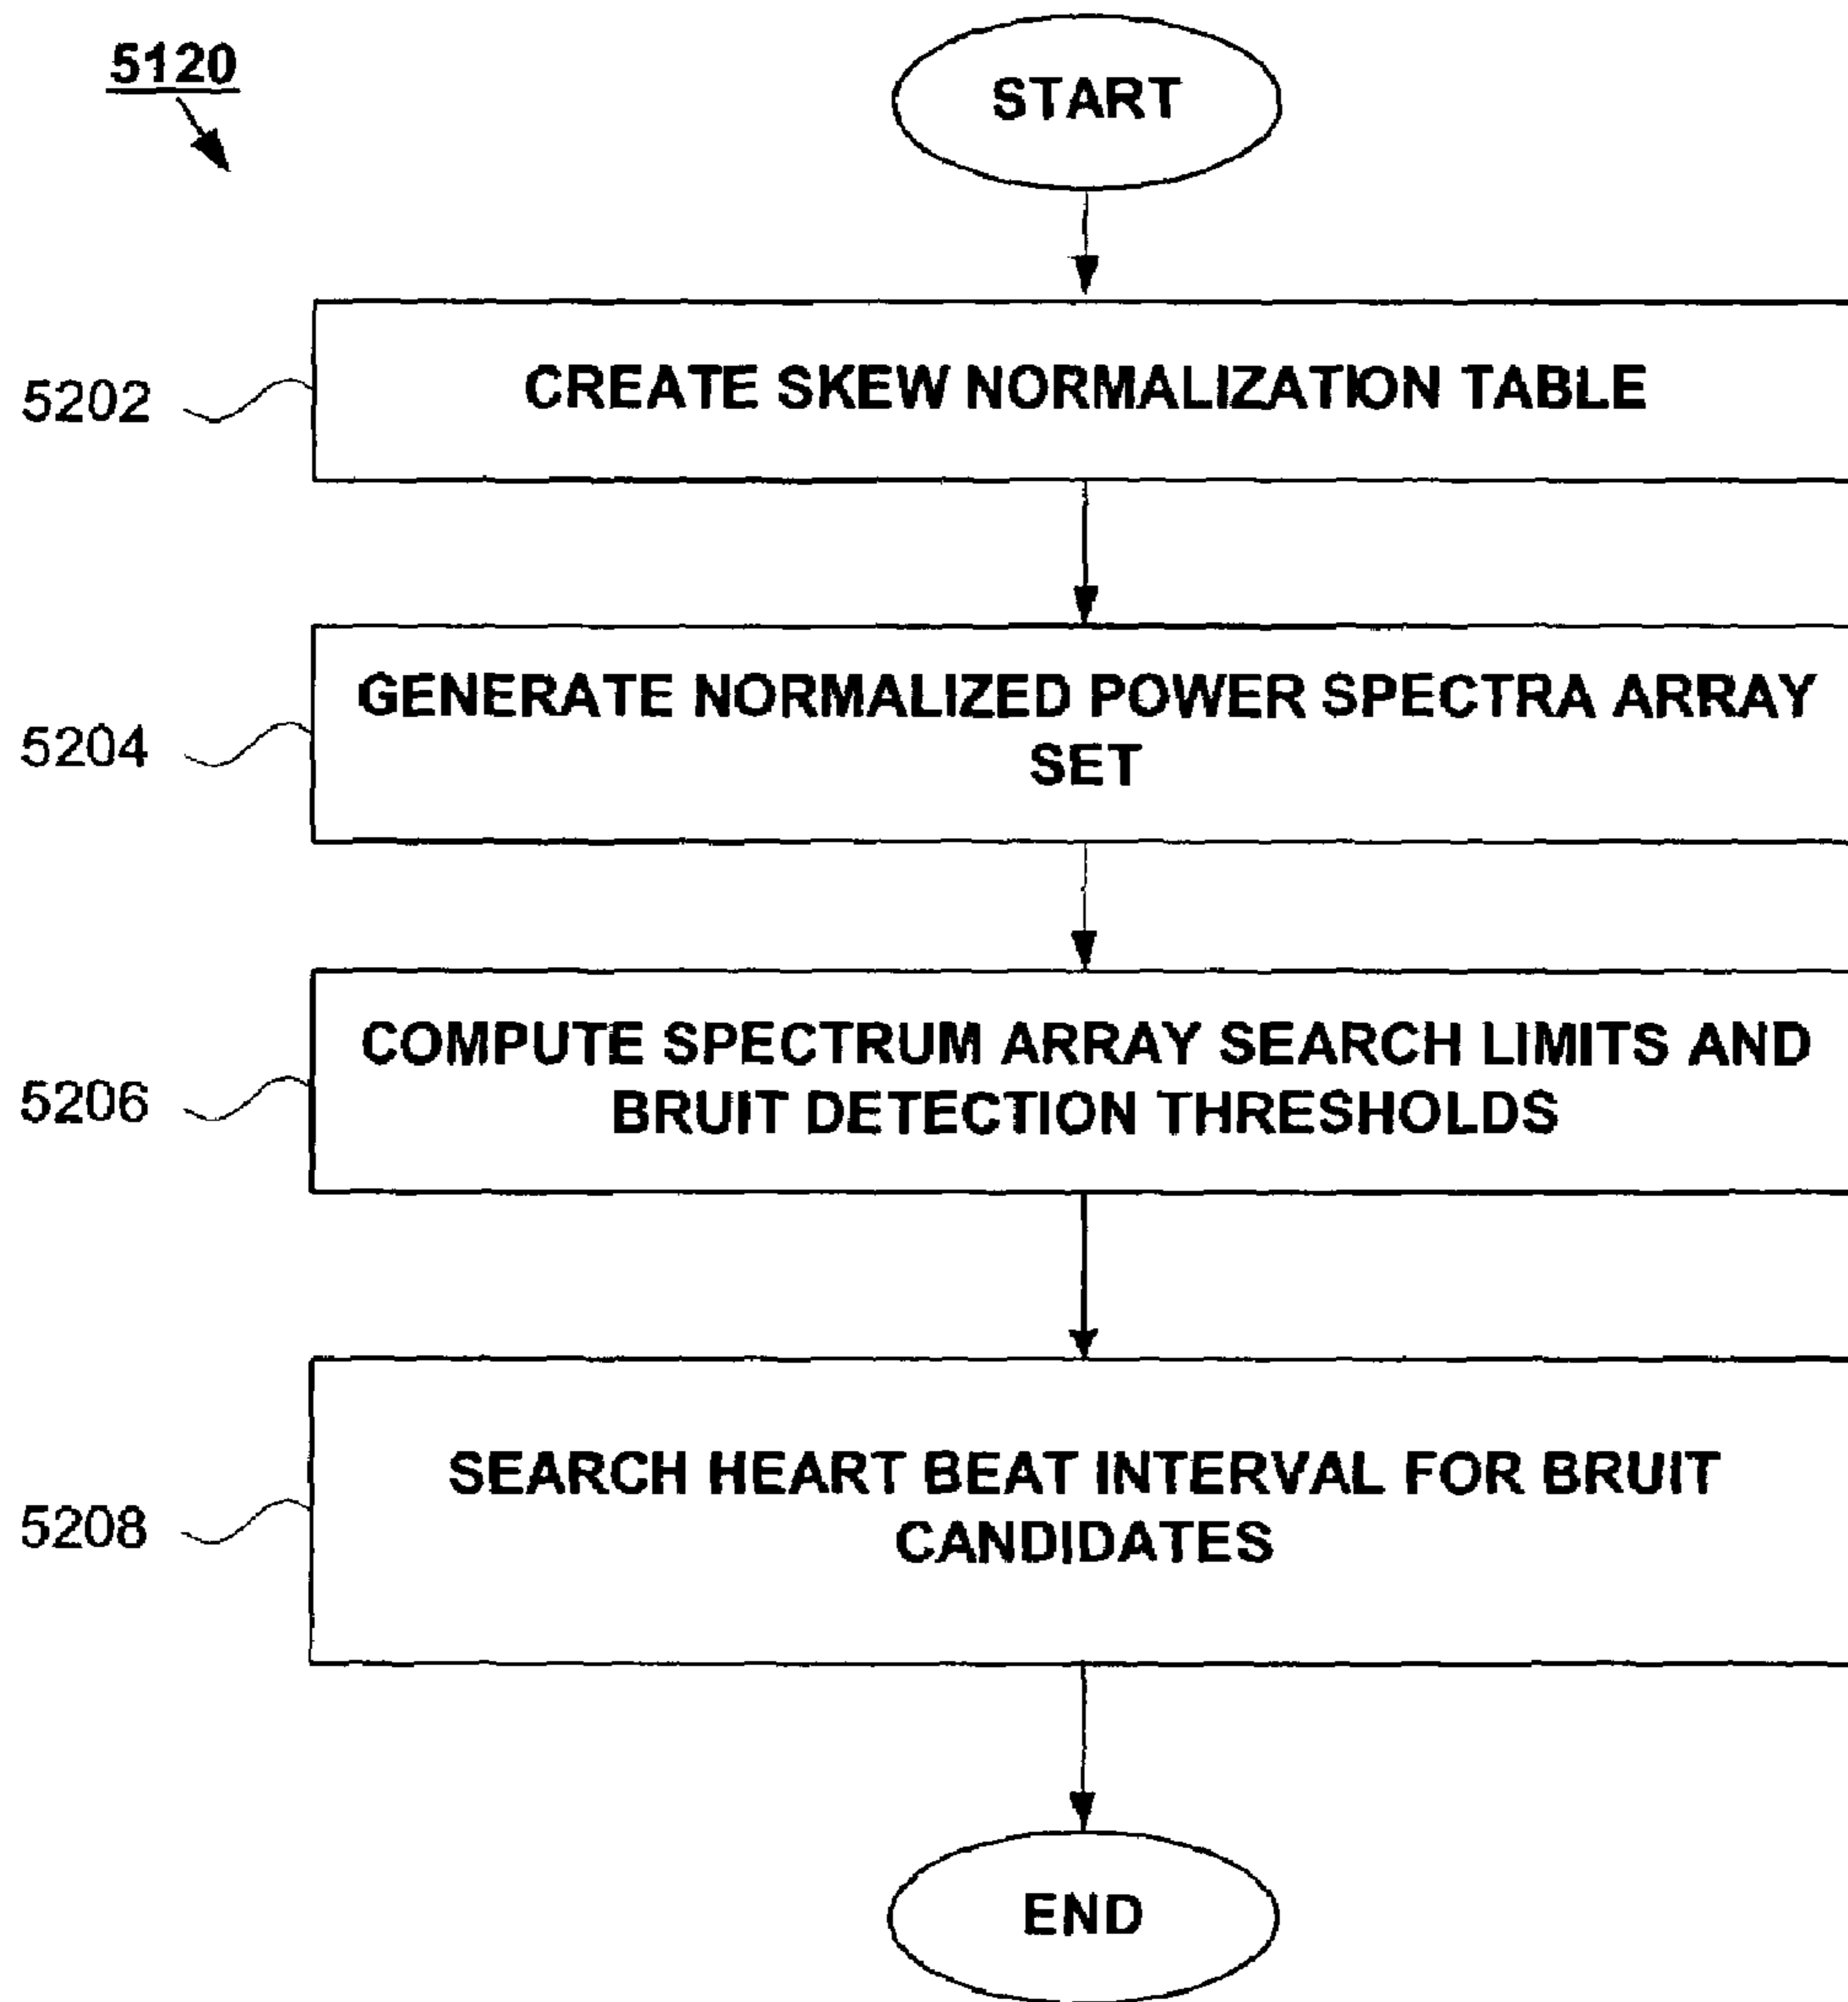 5120
START
5202
CREATE SKEW NORMALIZATION TABLE
5204
GENERATE NORMALIZED POWER SPECTRA ARRAY
SET
5206
COMPUTE SPECTRUM ARRAY SEARCH LIMITS AND
BRUIT DETECTION THRESHOLDS
5208
SEARCH HEART BEAT INTERVAL FOR BRUIT
CANDIDATES
END